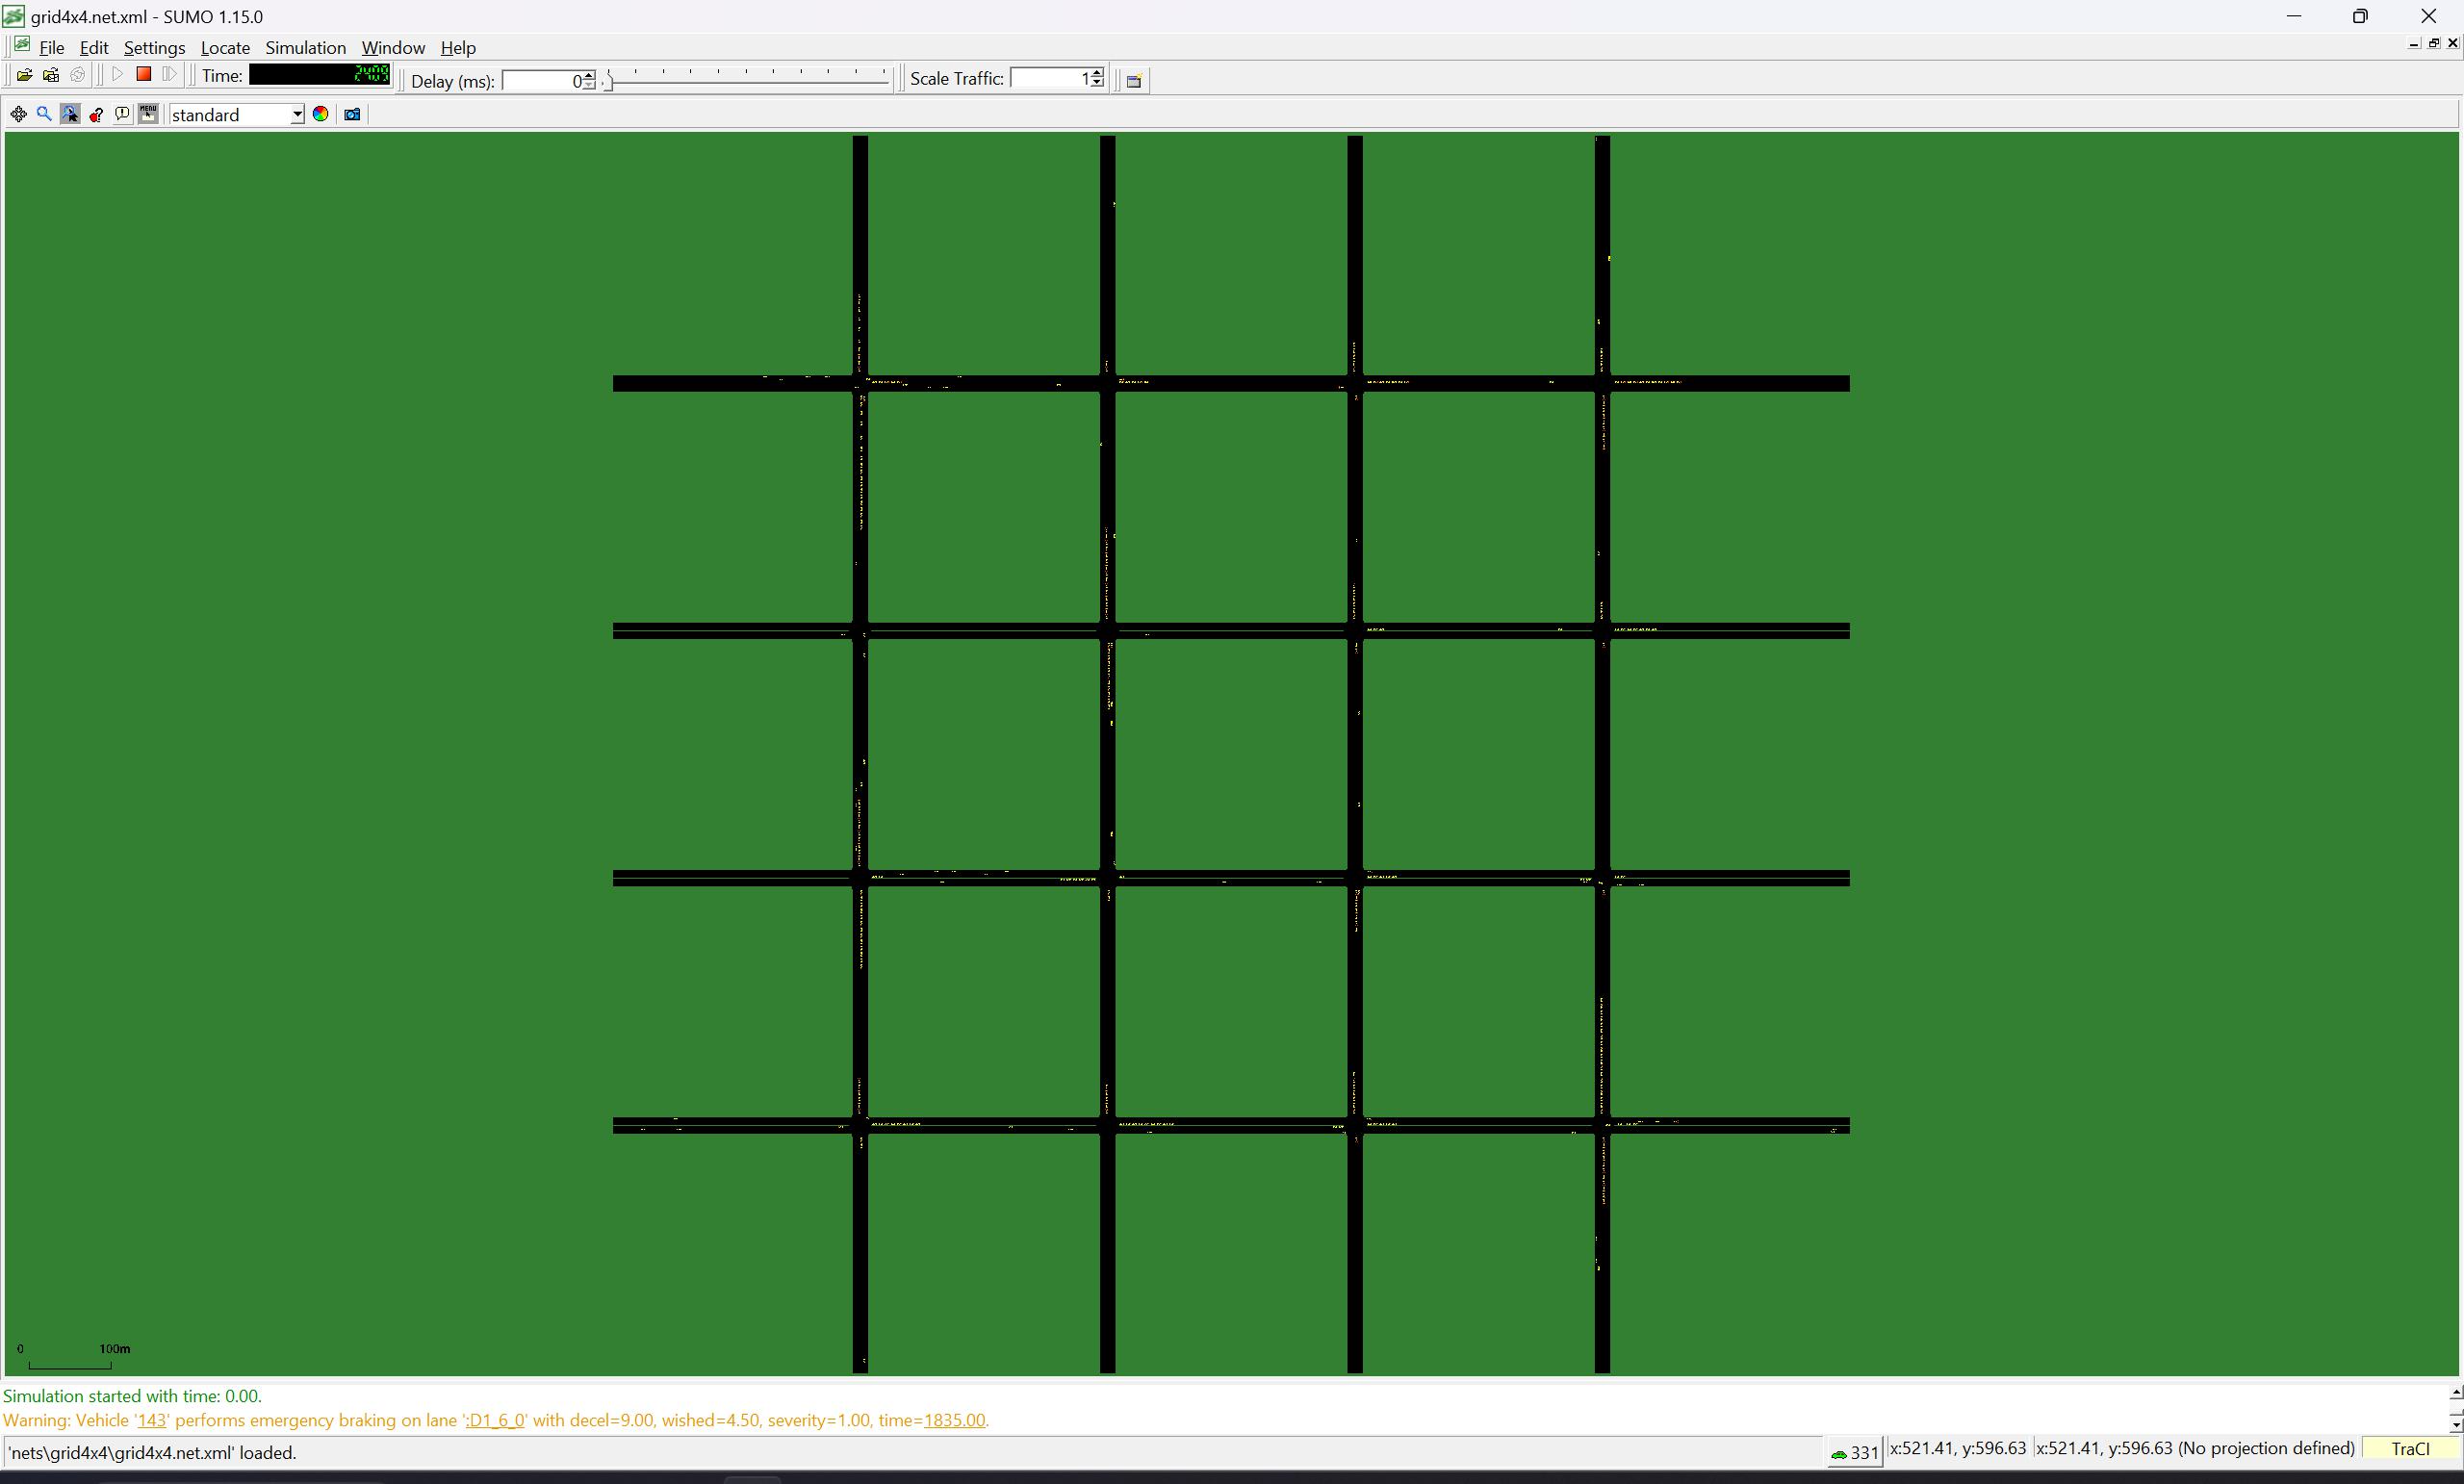 grid4x4.net.xml - SUMO 1.15.0
File Edit Settings Locate Simulation Window Help
Time: 2409 Delay (ms): 0 Scale Traffic: 1
MENU standard
0 100m
Simulation started with time: 0.00.
Warning: Vehicle '143' performs emergency braking on lane ':D1_6_0' with decel=9.00, wished=4.50, severity=1.00, time=1835.00.
'nets\grid4x4\grid4x4.net.xml' loaded. 331 x:521.41, y:596.63 x:521.41, y:596.63 (No projection defined) TraCI